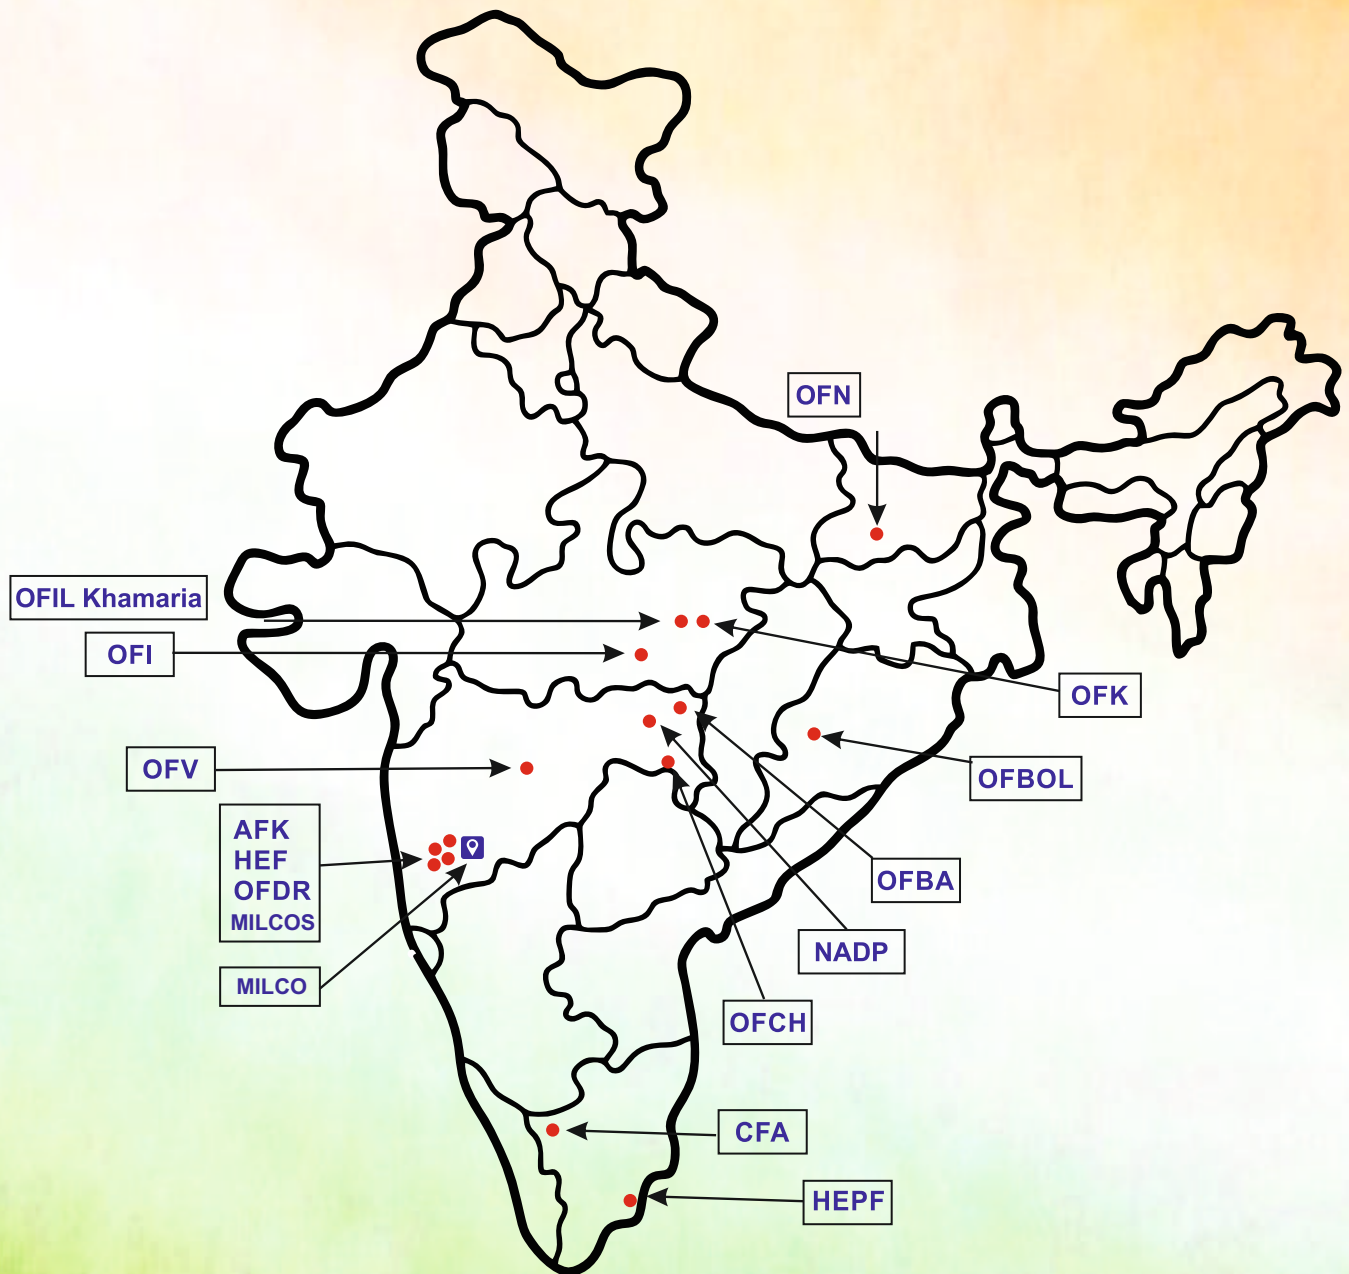 OFN
OFIL Khamaria
OFI
OFK
OFV
OFBOL
AFK
HEF
OFDR
MILCOS
OFBA
NADP
MILCO
OFCH
CFA
HEPF